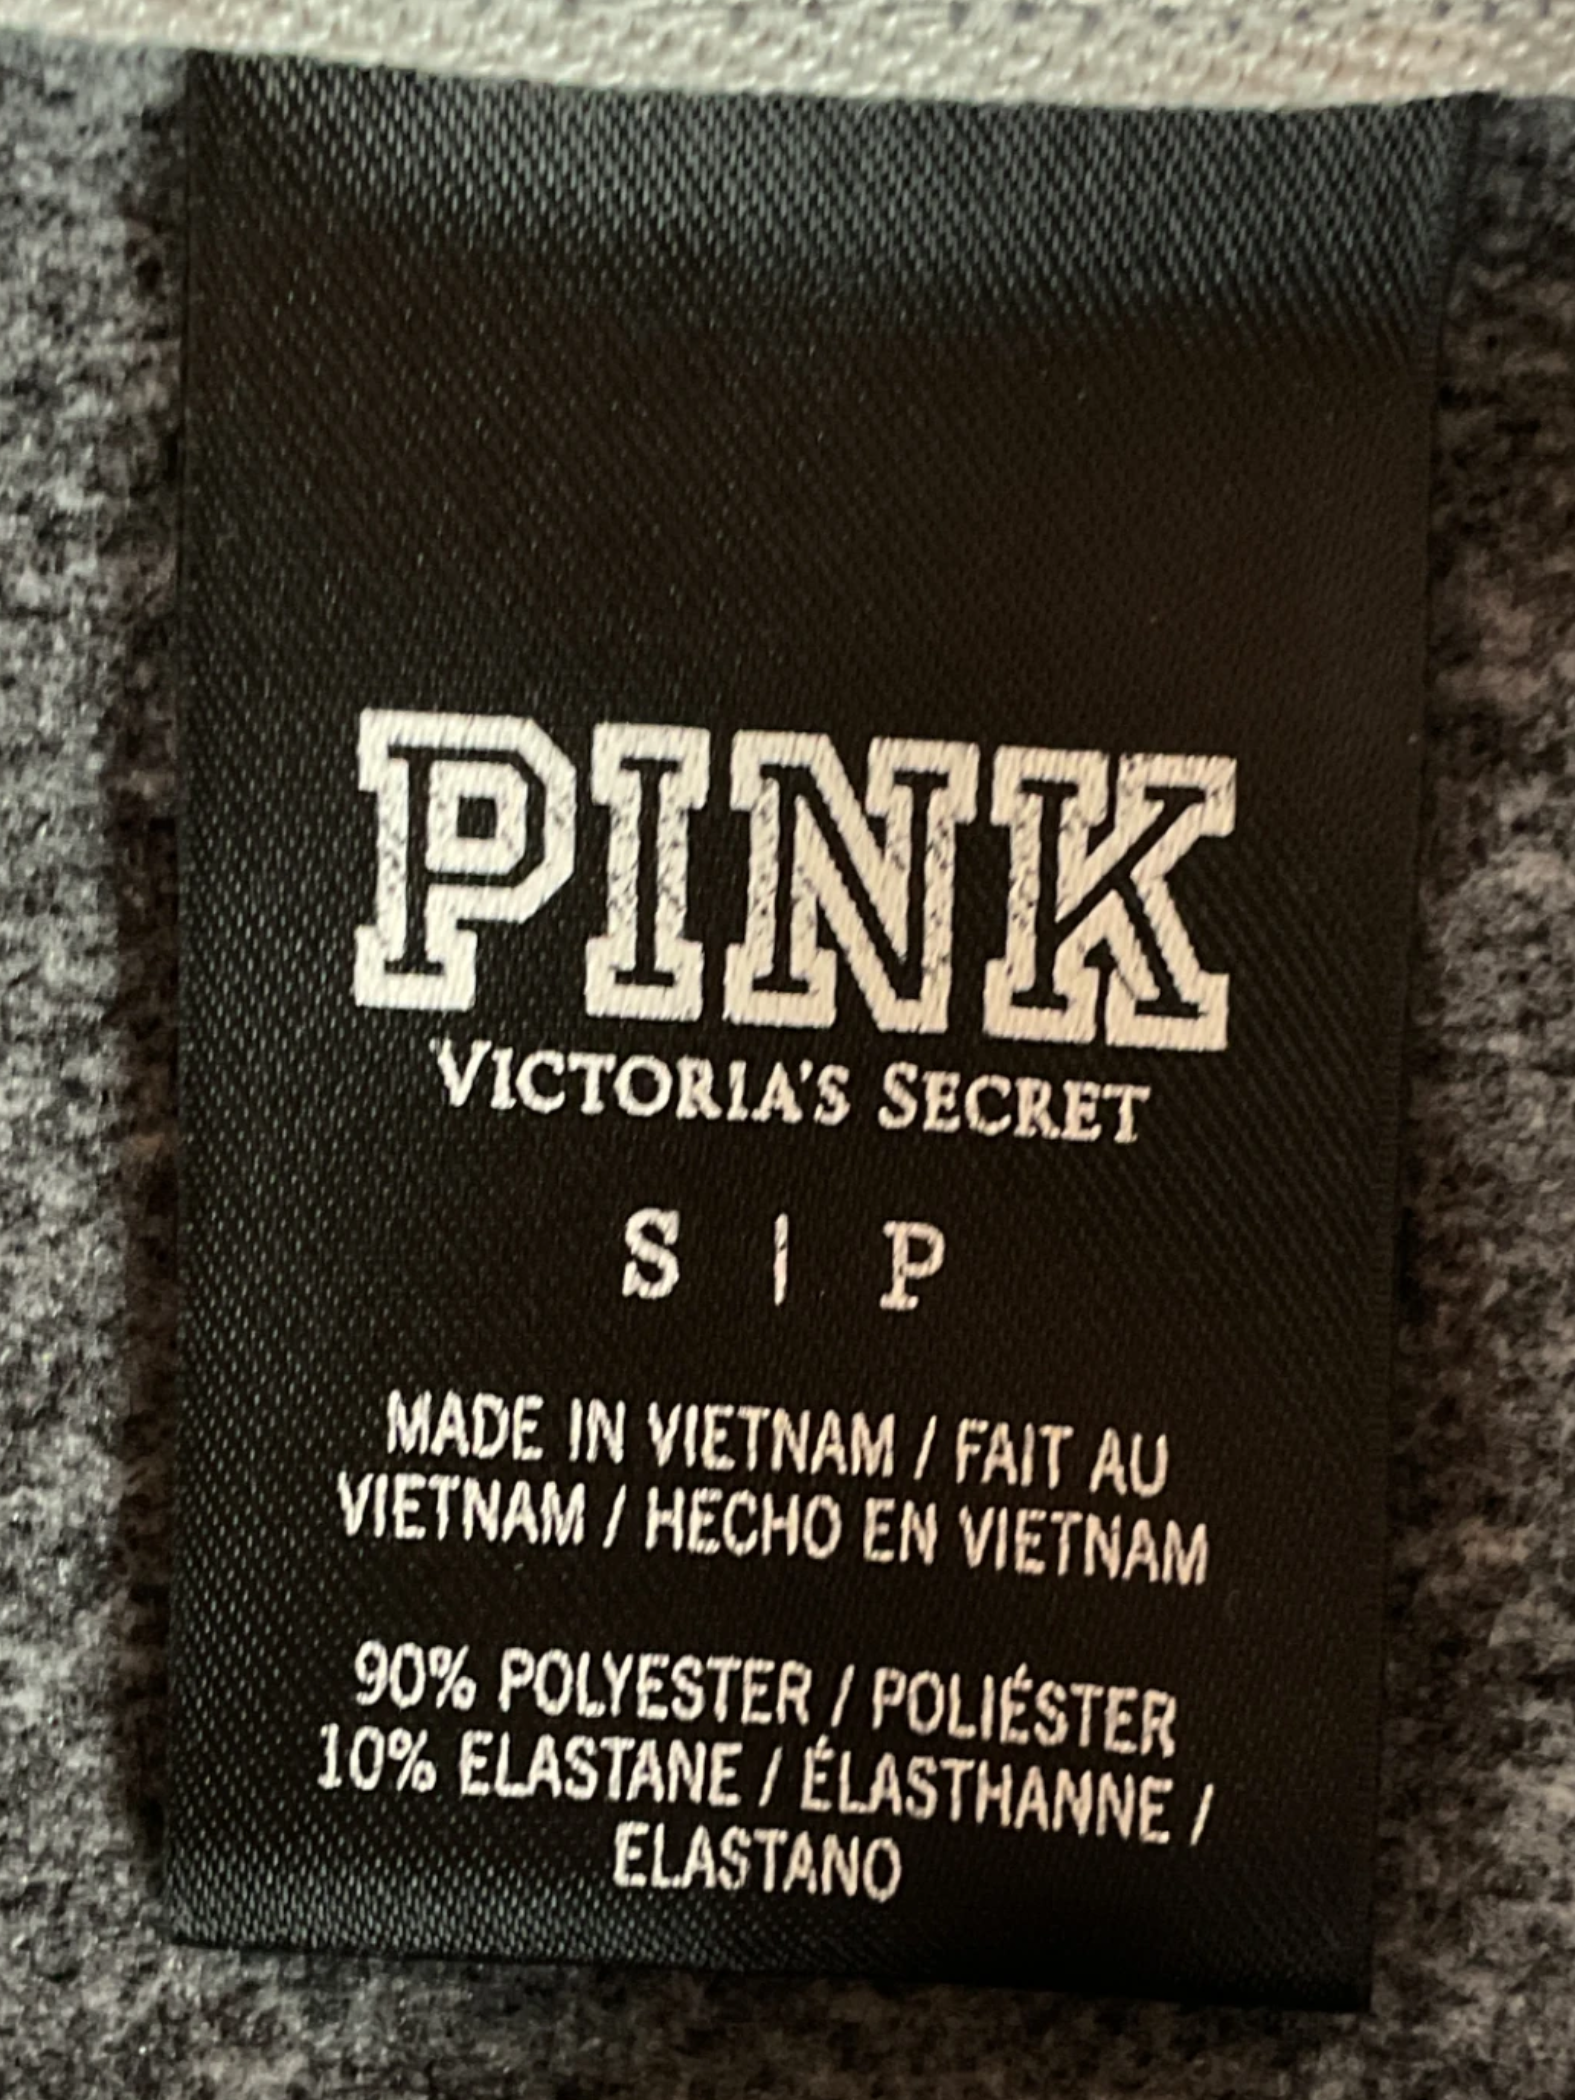 PINK
VICTORIA'S SECRET
S | P
MADE IN VIETNAM / FAIT AU
VIETNAM / HECHO EN VIETNAM
90% POLYESTER / POLIÉSTER
10% ELASTANE / ÉLASTHANNE /
ELASTANO